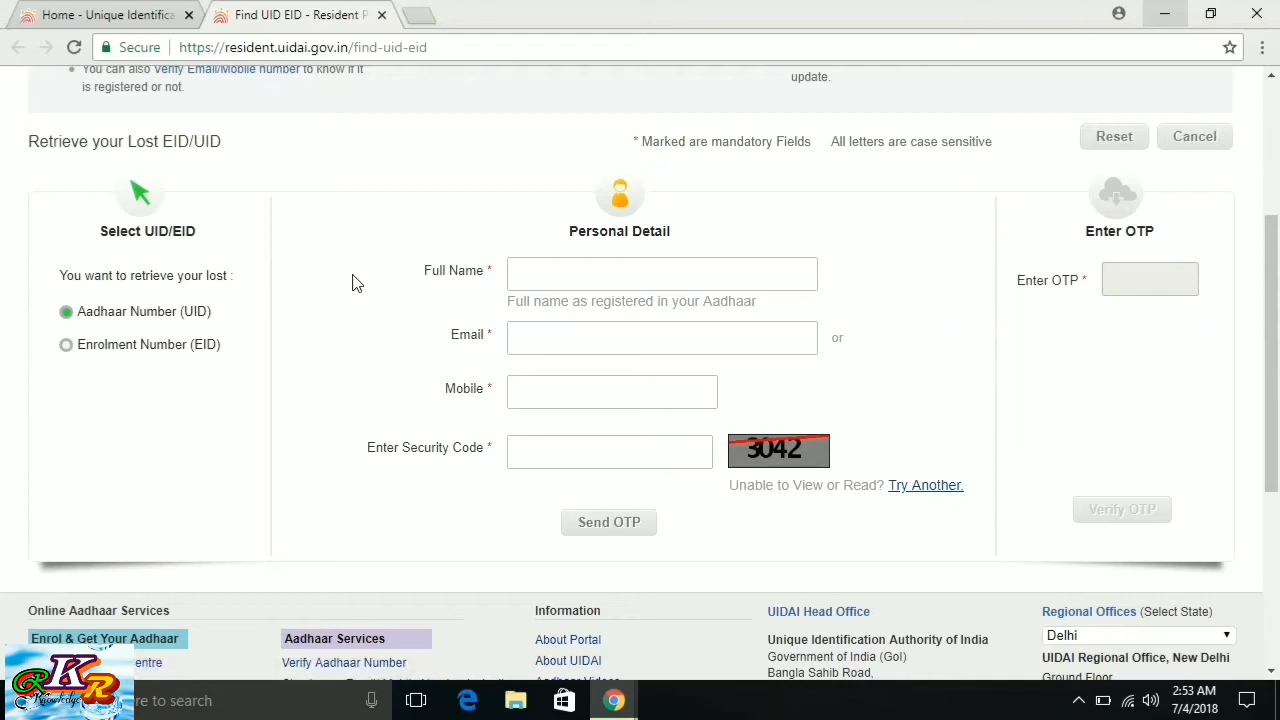 Home - Unique Identifica
Find UID EID - Resident P
Secure
https://resident.uidai.gov.in/find-uid-eid
You can also Verify Email/Mobile number to know if it
is registered or not.
update.
Retrieve your Lost EID/UID
* Marked are mandatory Fields
All letters are case sensitive
Reset
Cancel
Select UID/EID
You want to retrieve your lost :
Aadhaar Number (UID)
Enrolment Number (EID)
Personal Detail
Full Name *
Full name as registered in your Aadhaar
Email *
or
Mobile *
Enter Security Code *
3042
Unable to View or Read? Try Another.
Send OTP
Enter OTP
Enter OTP *
Verify OTP
Online Aadhaar Services
Enrol & Get Your Aadhaar
entre
Aadhaar Services
Verify Aadhaar Number
Information
About Portal
About UIDAI
UIDAI Head Office
Unique Identification Authority of India
Government of India (GoI)
Bangla Sahib Road,
Regional Offices (Select State)
Delhi
UIDAI Regional Office, New Delhi
Ground Floor,
GKR
Knowledge
re to search
2:53 AM
7/4/2018